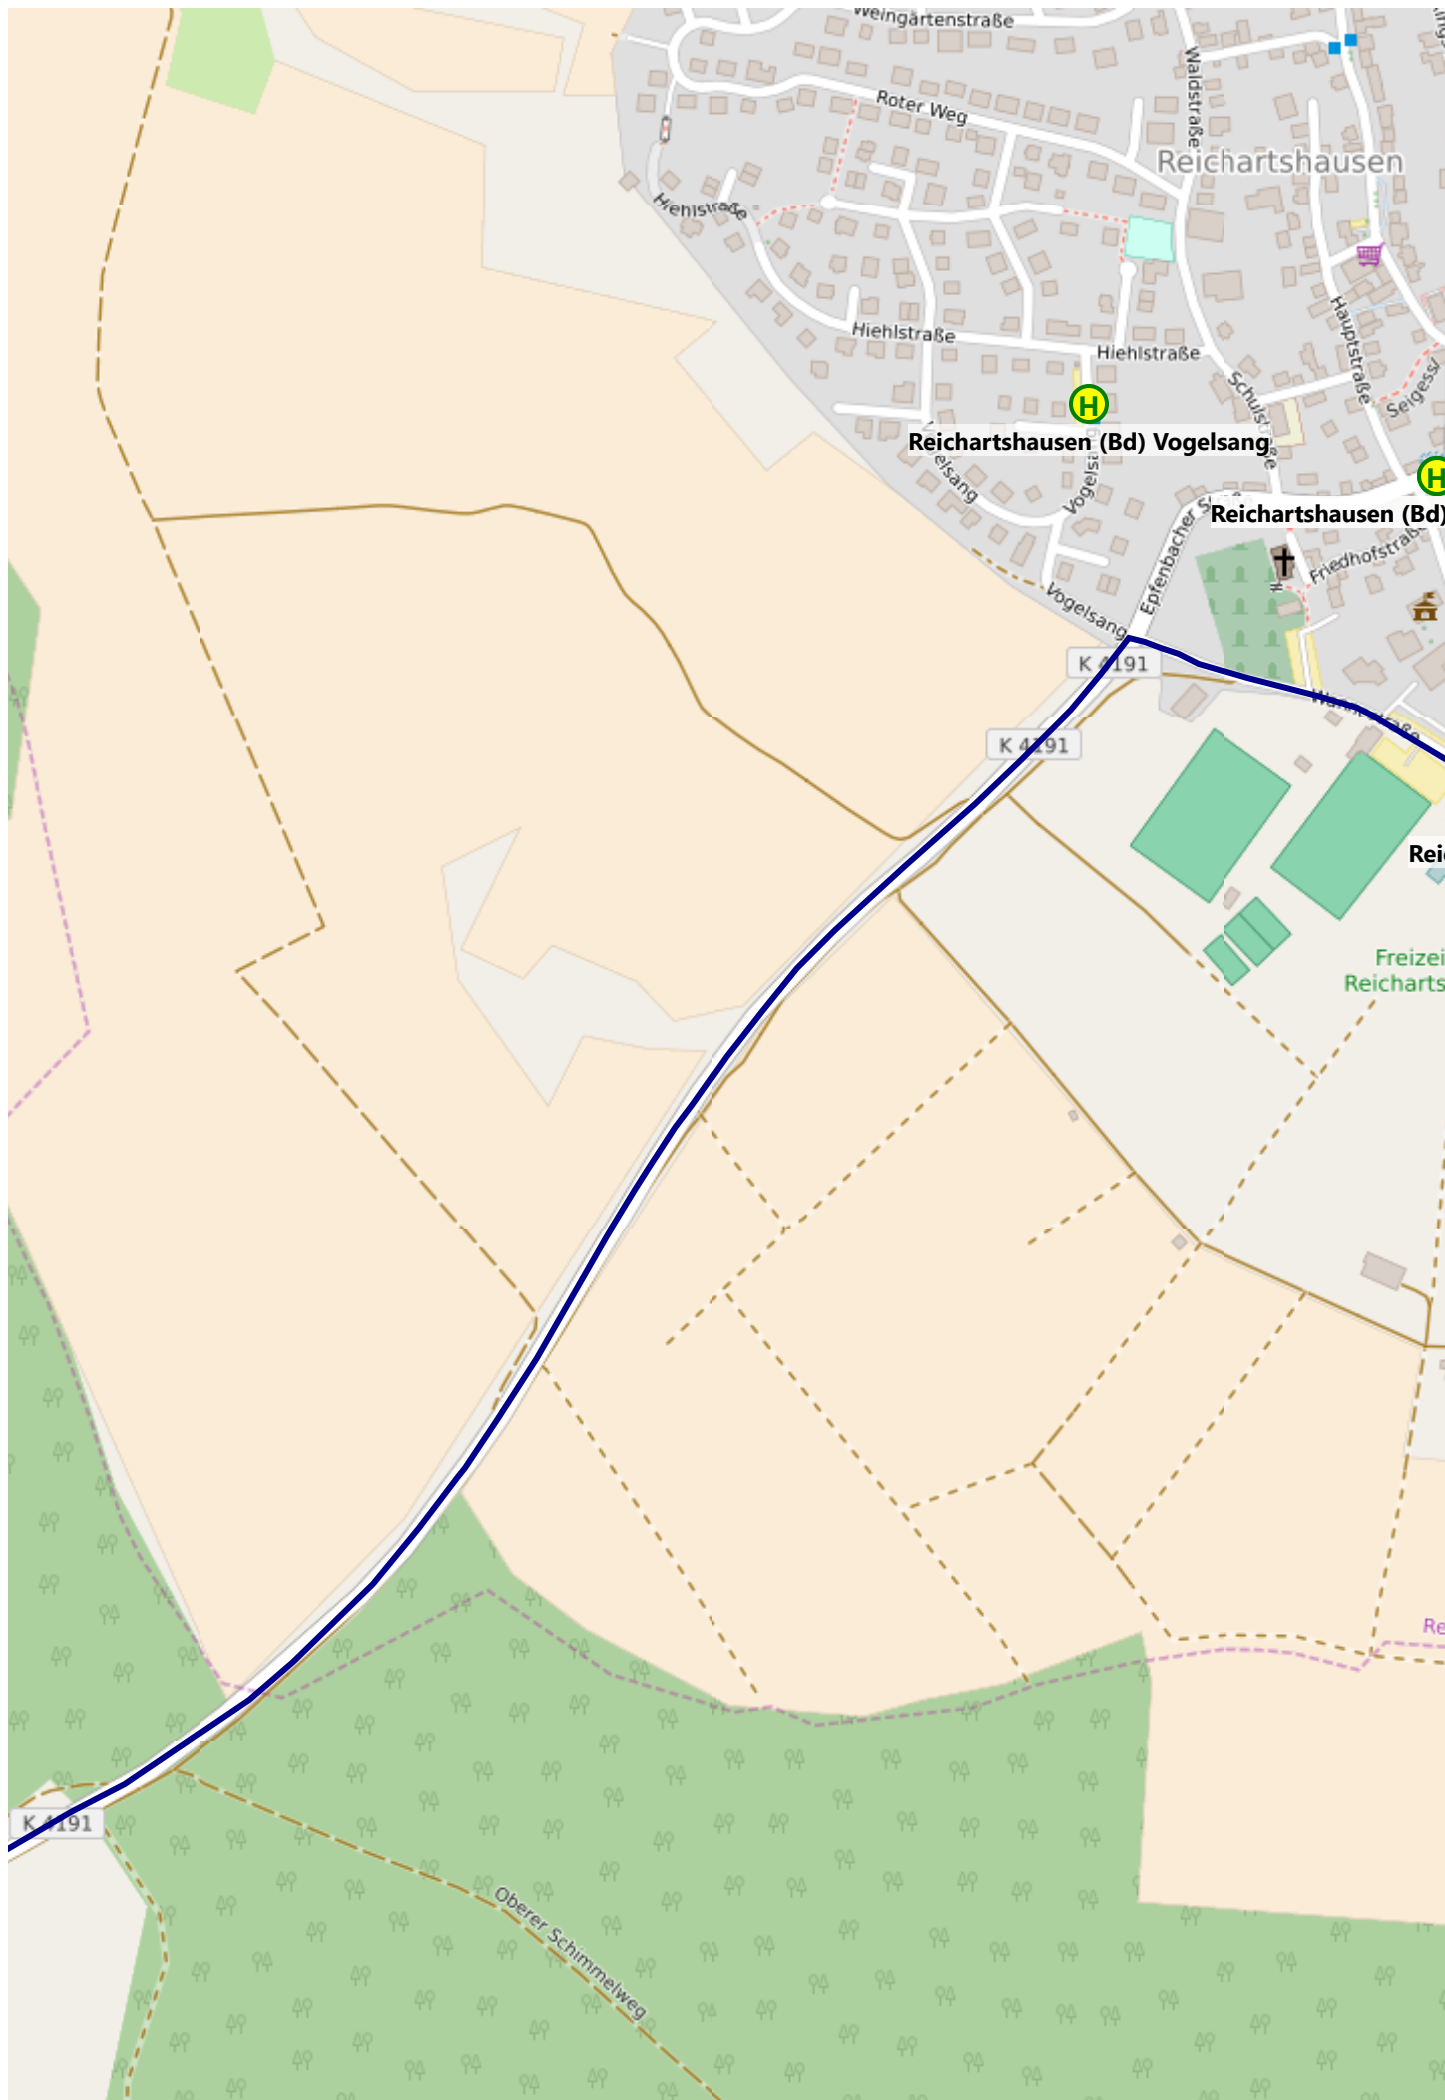 Weingartenstraße
Waldstraße
Roter Weg
Reichartshausen
Hiehlstraße
Hiehlstraße
Hiehlstraße
Hauptstraße
Schulstraße
H
Reichartshausen (Bd) Vogelsang
Vogelsang
Vogelsang
H
Reichartshausen (Bd)
Epfenbacher Straße
Friedhofstraße
Vogelsang
K 4191
K 4191
Freizei
Reicharts
Rei
Re
K 4191
Oberer Schimmelweg